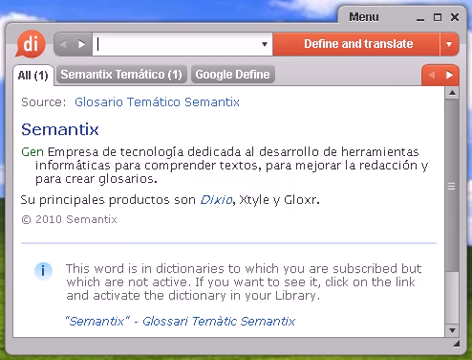 Menu
di
Define and translate
All (1) Semantix Temático (1) Google Define
Source: Glosario Temático Semantix
Semantix
Gen Empresa de tecnología dedicada al desarrollo de herramientas
informáticas para comprender textos, para mejorar la redacción y
para crear glosarios.
Su principales productos son Dixio, Xtyle y Gloxr.
© 2010 Semantix
i
This word is in dictionaries to which you are subscribed but
which are not active. If you want to see it, click on the link
and activate the dictionary in your Library.
"Semantix" - Glossari Temàtic Semantix